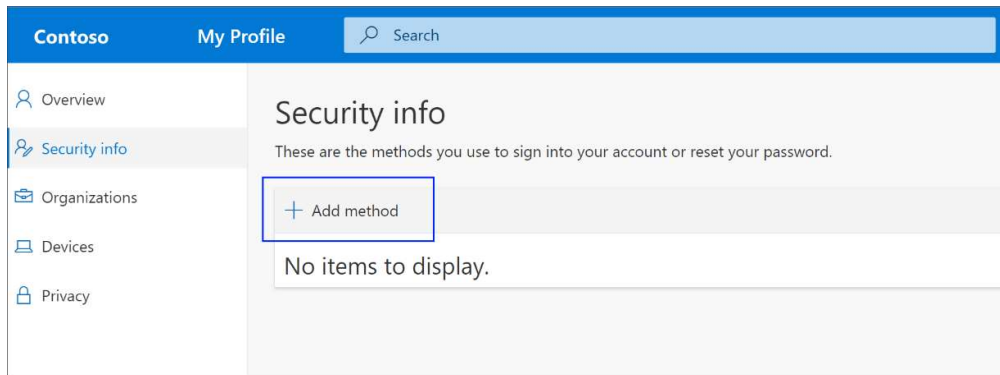 Contoso
My Profile
Search
Overview
Security info
Organizations
Devices
Privacy
Security info
These are the methods you use to sign into your account or reset your password.
Add method
No items to display.